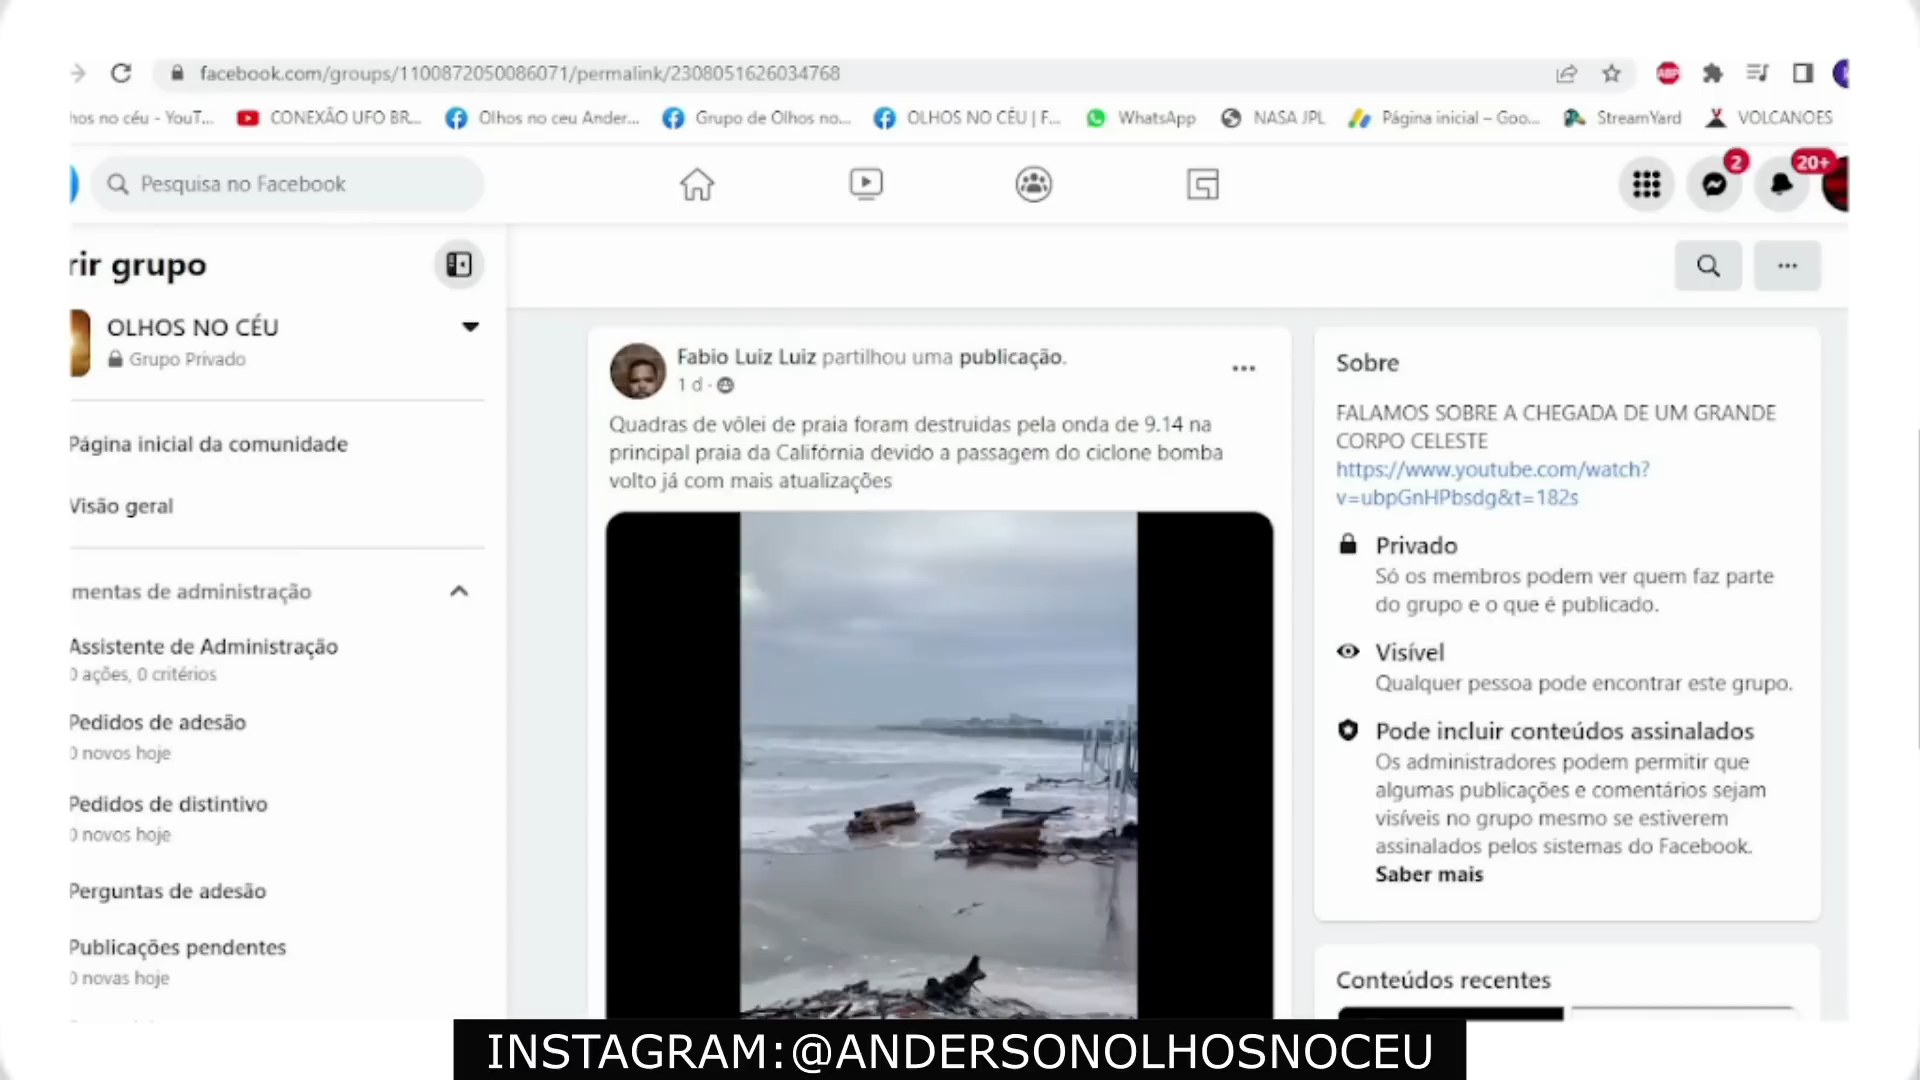 facebook.com/groups/1100872050086071/permalink/2308051626034768
hos no céu - YouT... CONEXÃO UFO BR... Olhos no ceu Ander... Grupo de Olhos no... OLHOS NO CÉU | F... WhatsApp NASA JPL Página inicial – Goo... StreamYard VOLCANOES
Pesquisa no Facebook
2
20+
rir grupo
OLHOS NO CÉU
Grupo Privado
Página inicial da comunidade
Visão geral
mentas de administração
Assistente de Administração
0 ações, 0 critérios
Pedidos de adesão
0 novos hoje
Pedidos de distintivo
0 novos hoje
Perguntas de adesão
Publicações pendentes
0 novas hoje
Fabio Luiz Luiz partilhou uma publicação.
1 d ·
Quadras de vôlei de praia foram destruidas pela onda de 9.14 na
principal praia da Califórnia devido a passagem do ciclone bomba
volto já com mais atualizações
Sobre
FALAMOS SOBRE A CHEGADA DE UM GRANDE
CORPO CELESTE
https://www.youtube.com/watch?
v=ubpGnHPbsdg&t=182s
Privado
Só os membros podem ver quem faz parte
do grupo e o que é publicado.
Visível
Qualquer pessoa pode encontrar este grupo.
Pode incluir conteúdos assinalados
Os administradores podem permitir que
algumas publicações e comentários sejam
visíveis no grupo mesmo se estiverem
assinalados pelos sistemas do Facebook.
Saber mais
Conteúdos recentes
INSTAGRAM:@ANDERSONOLHOSNOCEU